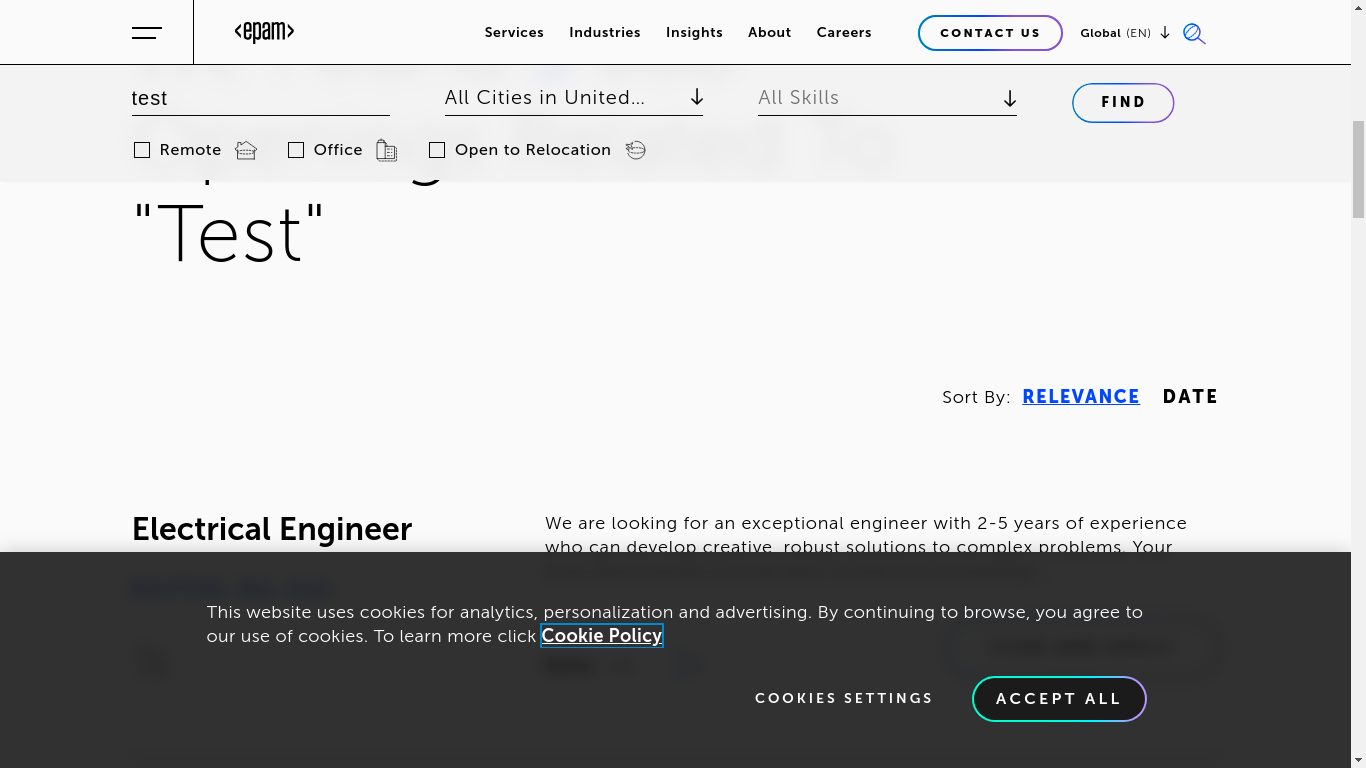 <epam>
Services Industries Insights About Careers CONTACT US Global (EN)
test All Cities in United... All Skills FIND
Remote Office Open to Relocation
"Test"
Sort By: RELEVANCE DATE
Electrical Engineer
We are looking for an exceptional engineer with 2-5 years of experience
who can develop creative, robust solutions to complex problems. Your
This website uses cookies for analytics, personalization and advertising. By continuing to browse, you agree to
our use of cookies. To learn more click Cookie Policy
COOKIES SETTINGS ACCEPT ALL